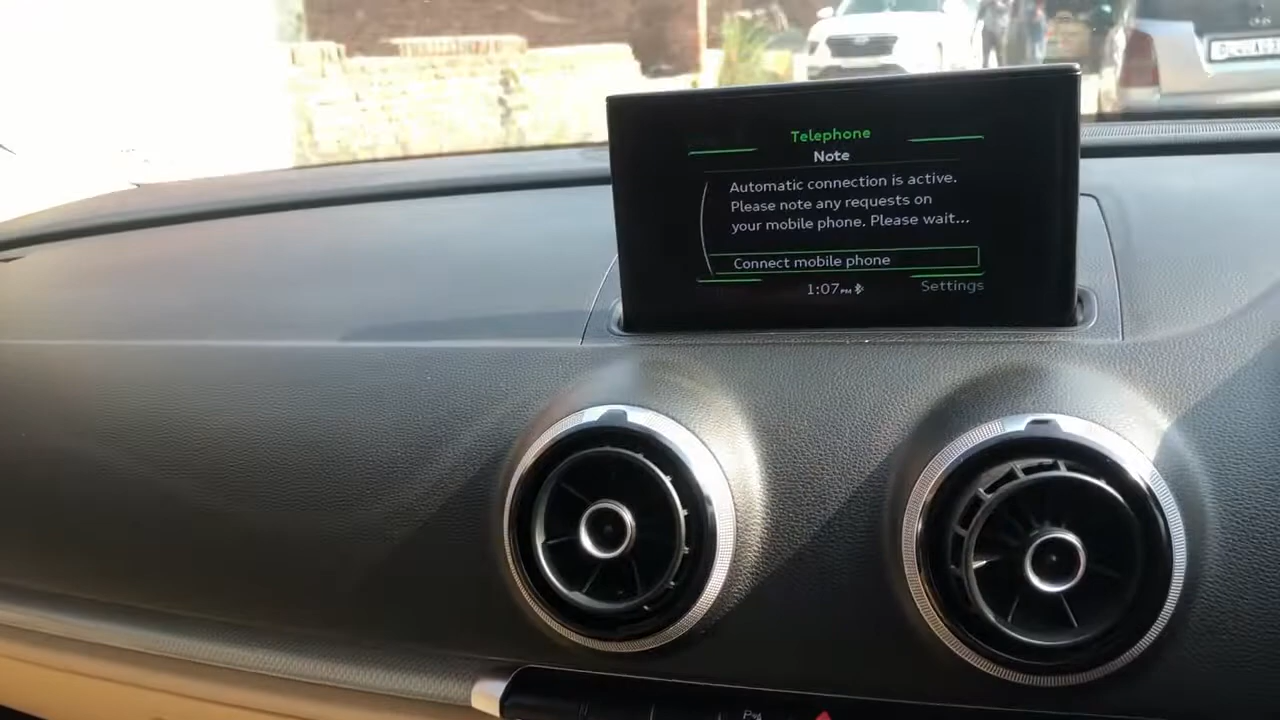 Telephone
Note
Automatic connection is active.
Please note any requests on
your mobile phone. Please wait...
Connect mobile phone
1:07PM
Settings